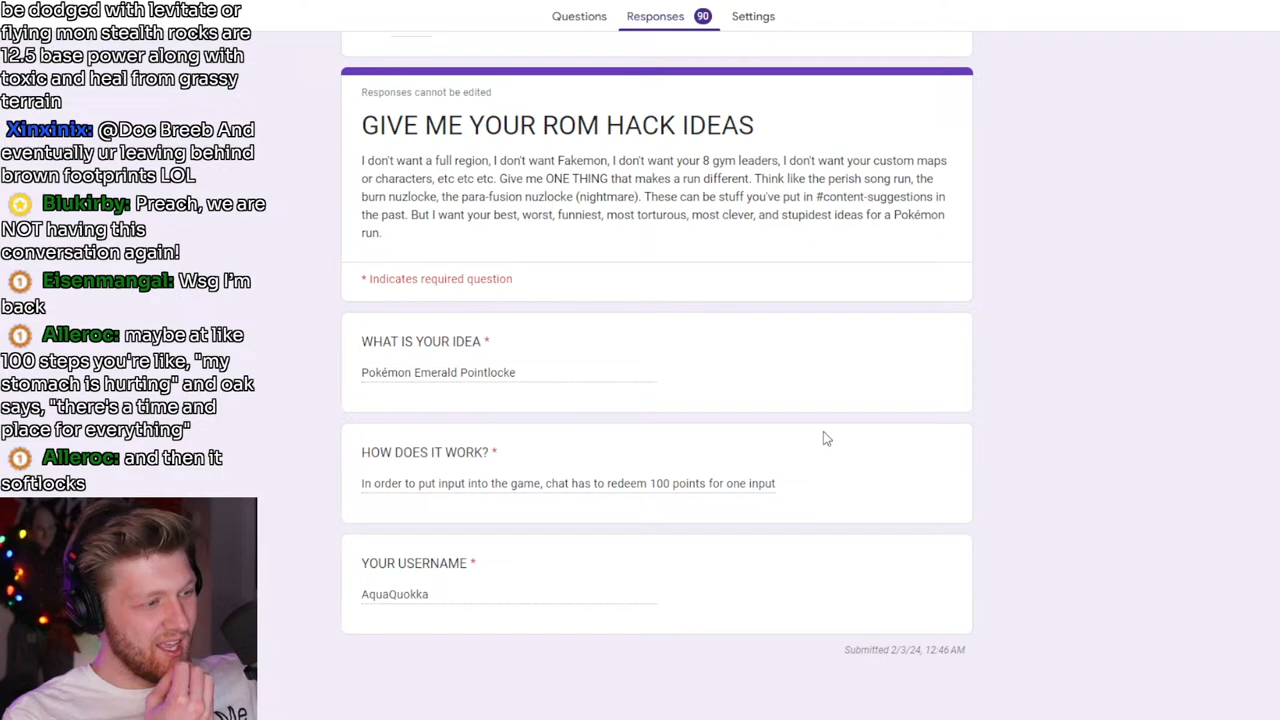 be dodged with levitate or
flying mon stealth rocks are
12.5 base power along with
toxic and heal from grassy
terrain
Xinxinix: @Doc Breeb And
eventually ur leaving behind
brown footprints LOL
Blukirby: Preach, we are
NOT having this
conversation again!
1 Eisenmangal: Wsg I'm
back
1 Alleroc: maybe at like
100 steps you're like, "my
stomach is hurting" and oak
says, "there's a time and
place for everything"
1 Alleroc: and then it
softlocks
Me
Questions Responses 90 Settings
Responses cannot be edited
GIVE ME YOUR ROM HACK IDEAS
I don't want a full region, I don't want Fakemon, I don't want your 8 gym leaders, I don't want your custom maps
or characters, etc etc etc. Give me ONE THING that makes a run different. Think like the perish song run, the
burn nuzlocke, the para-fusion nuzlocke (nightmare). These can be stuff you've put in #content-suggestions in
the past. But I want your best, worst, funniest, most torturous, most clever, and stupidest ideas for a Pokémon
run.
* Indicates required question
WHAT IS YOUR IDEA *
Pokémon Emerald Pointlocke
HOW DOES IT WORK? *
In order to put input into the game, chat has to redeem 100 points for one input
YOUR USERNAME *
AquaQuokka
Submitted 2/3/24, 12:46 AM